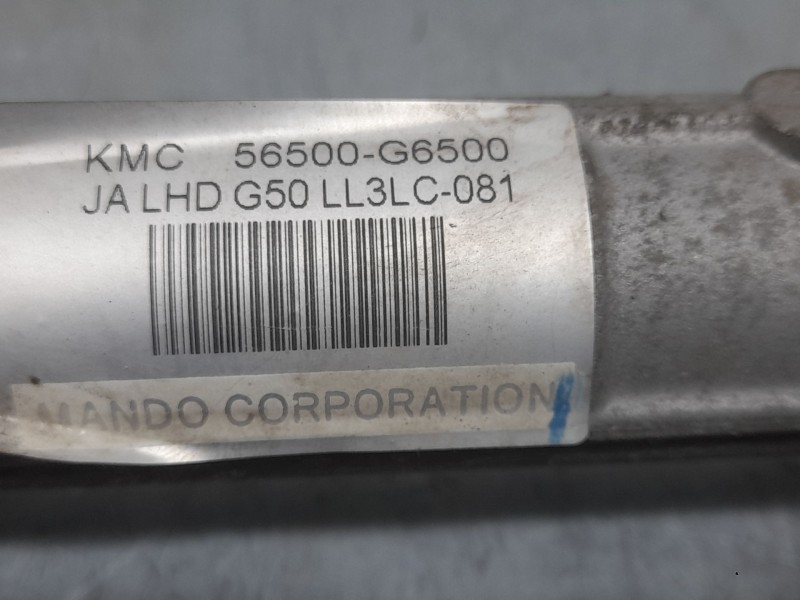 KMC 56500-G6500
JA LHD G50 LL3LC-081
MANDO CORPORATION